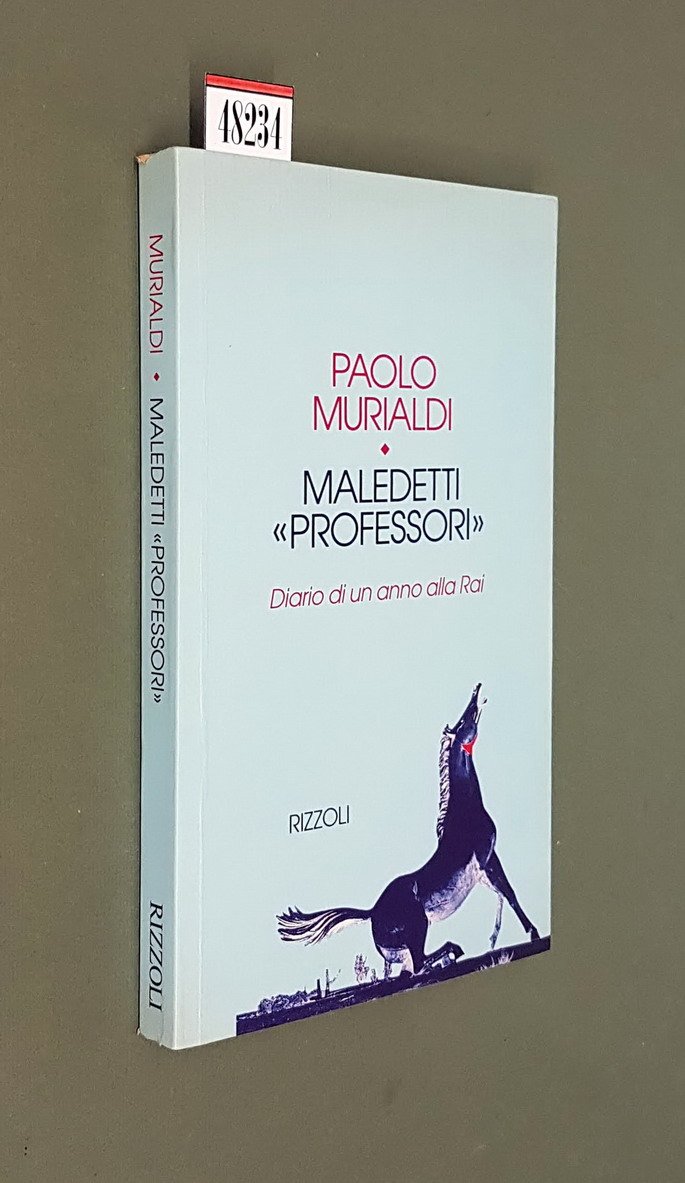 48234
MURIALDI • MALEDETTI «PROFESSORI» RIZZOLI
PAOLO
MURIALDI
MALEDETTI
«PROFESSORI»
Diario di un anno alla Rai
RIZZOLI